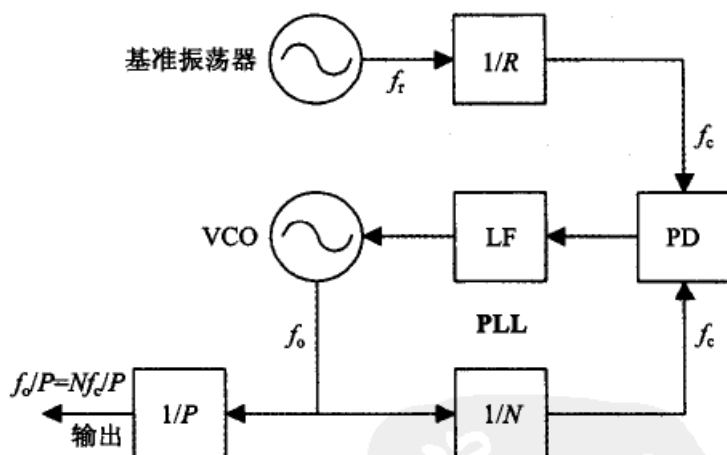 基准振荡器
f_r
1/R
f_c
VCO
LF
PD
PLL
f_o
f_c
f_o/P=Nf_c/P
输出
1/P
1/N